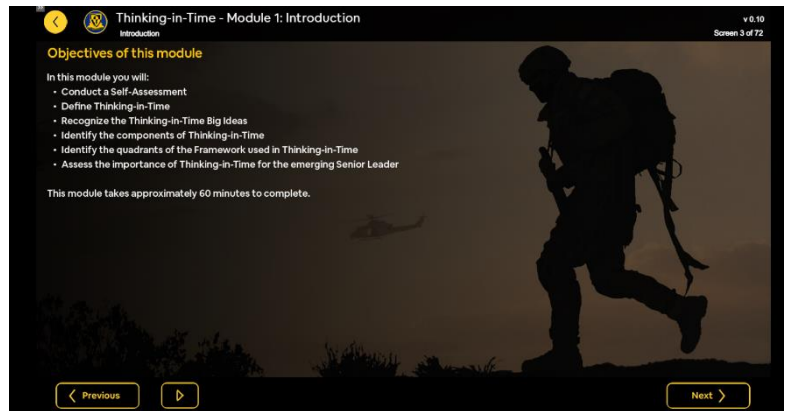 Thinking-in-Time - Module 1: Introduction
Introduction
v 0.10
Screen 3 of 72
Objectives of this module
In this module you will:
• Conduct a Self-Assessment
• Define Thinking-in-Time
• Recognize the Thinking-in-Time Big Ideas
• Identify the components of Thinking-in-Time
• Identify the quadrants of the Framework used in Thinking-in-Time
• Assess the importance of Thinking-in-Time for the emerging Senior Leader
This module takes approximately 60 minutes to complete.
Previous
Next